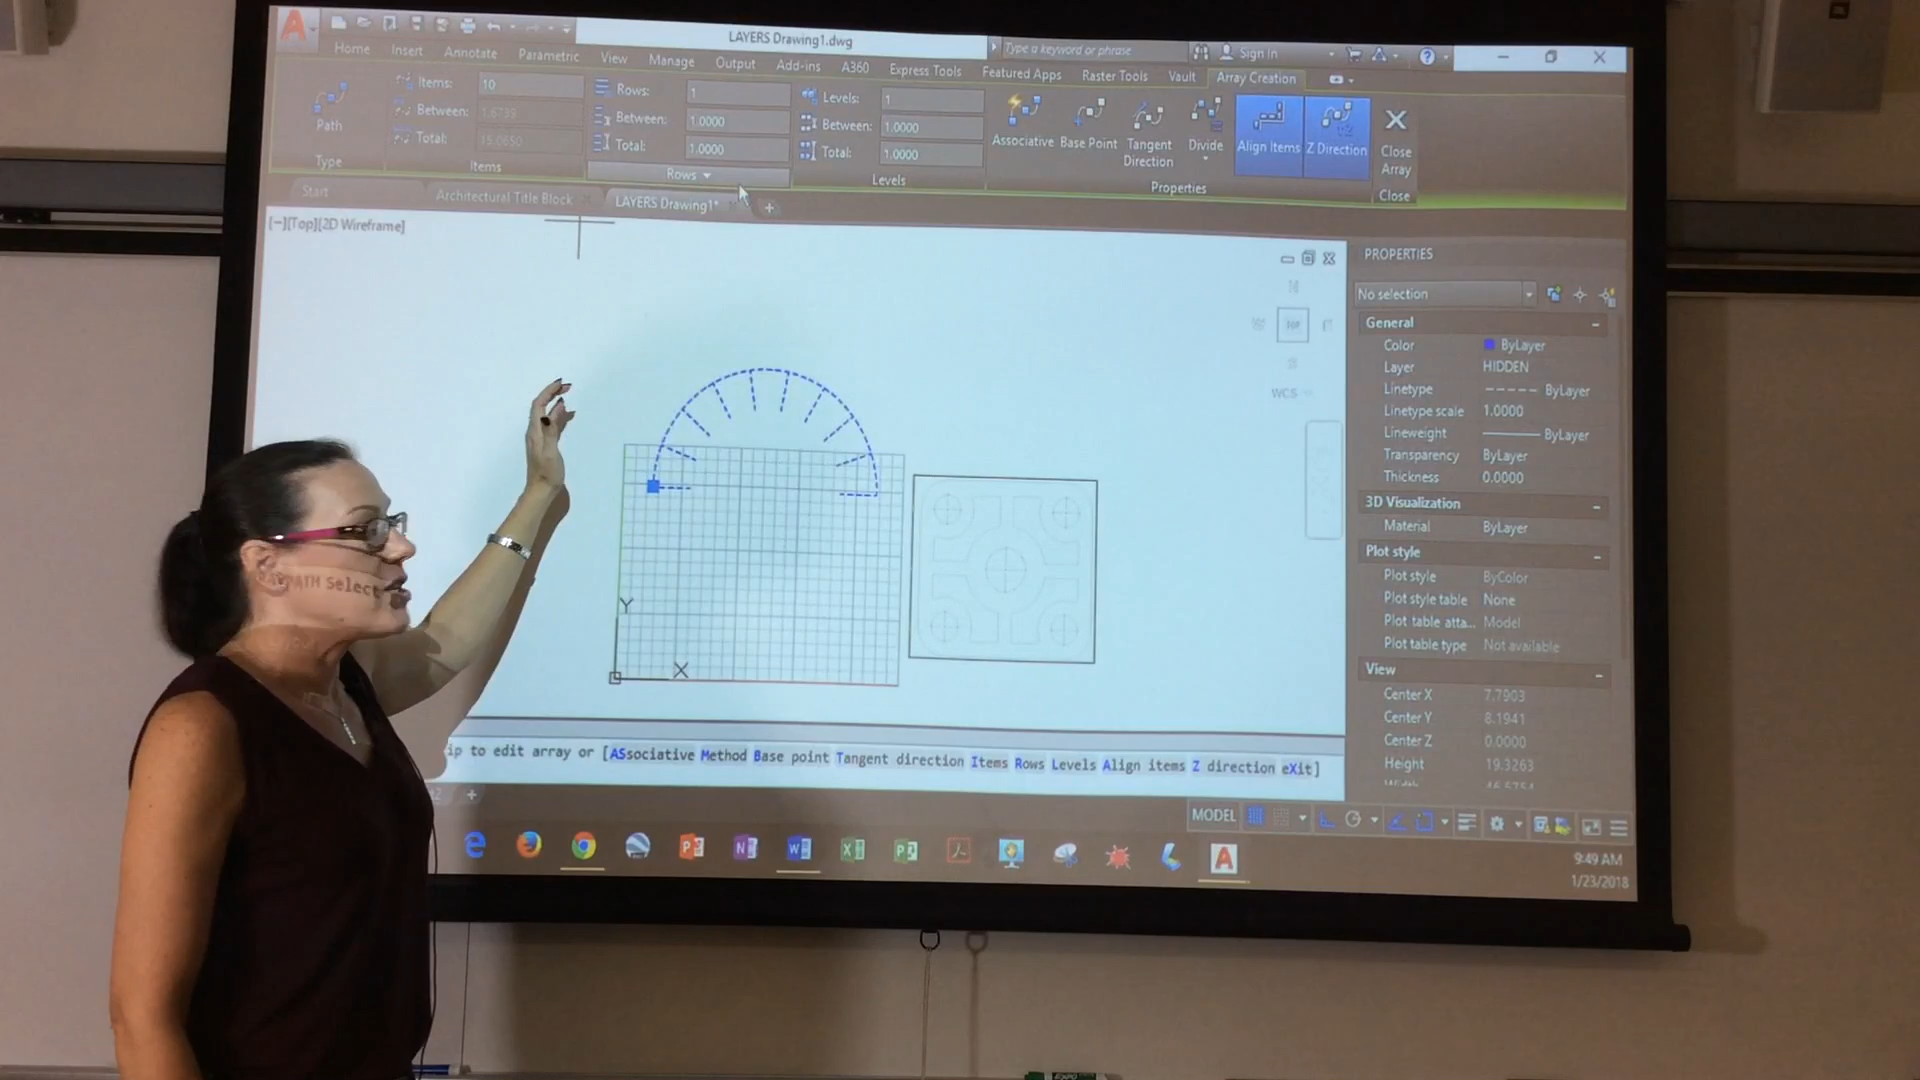 LAYERS Drawing1.dwg
Type a keyword or phrase
Sign In
Home Insert Annotate Parametric View Manage Output Add-ins A360 Express Tools Featured Apps Raster Tools Vault Array Creation
Path
Type
Items: 10
Between: 1.6739
Total: 15.0650
Items
Rows: 1
Between: 1.0000
Total: 1.0000
Rows
Levels: 1
Between: 1.0000
Total: 1.0000
Levels
Associative
Base Point
Tangent
Direction
Divide
Align Items
Z Direction
Properties
Close
Array
Close
Start
Architectural Title Block
LAYERS Drawing1*
[−][Top][2D Wireframe]
TOP
WCS
Y
X
PROPERTIES
No selection
General
Color ByLayer
Layer HIDDEN
Linetype ByLayer
Linetype scale 1.0000
Lineweight ByLayer
Transparency ByLayer
Thickness 0.0000
3D Visualization
Material ByLayer
Plot style
Plot style ByColor
Plot style table None
Plot table atta... Model
Plot table type Not available
View
Center X 7.7903
Center Y 8.1941
Center Z 0.0000
Height 19.3263
PATH Select
ip to edit array or [ASsociative Method Base point Tangent direction Items Rows Levels Align items Z direction eXit]
MODEL
9:49 AM
1/23/2018